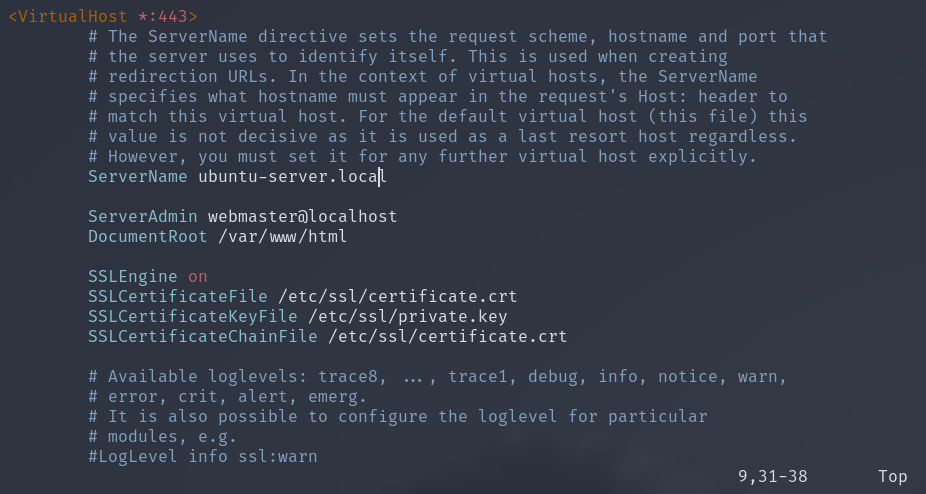 <VirtualHost *:443>
# The ServerName directive sets the request scheme, hostname and port that
# the server uses to identify itself. This is used when creating
# redirection URLs. In the context of virtual hosts, the ServerName
# specifies what hostname must appear in the request's Host: header to
# match this virtual host. For the default virtual host (this file) this
# value is not decisive as it is used as a last resort host regardless.
# However, you must set it for any further virtual host explicitly.
ServerName ubuntu-server.local
ServerAdmin webmaster@localhost
DocumentRoot /var/www/html
SSLEngine on
SSLCertificateFile /etc/ssl/certificate.crt
SSLCertificateKeyFile /etc/ssl/private.key
SSLCertificateChainFile /etc/ssl/certificate.crt
# Available loglevels: trace8, ..., trace1, debug, info, notice, warn,
# error, crit, alert, emerg.
# It is also possible to configure the loglevel for particular
# modules, e.g.
#LogLevel info ssl:warn
9,31-38 Top